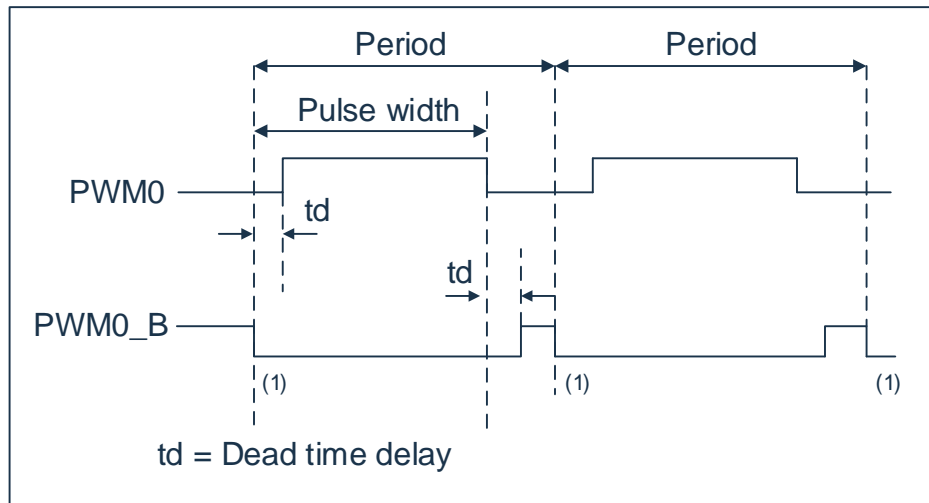 Period Period
Pulse width
PWM0
td
td
PWM0_B
(1) (1) (1)
td = Dead time delay